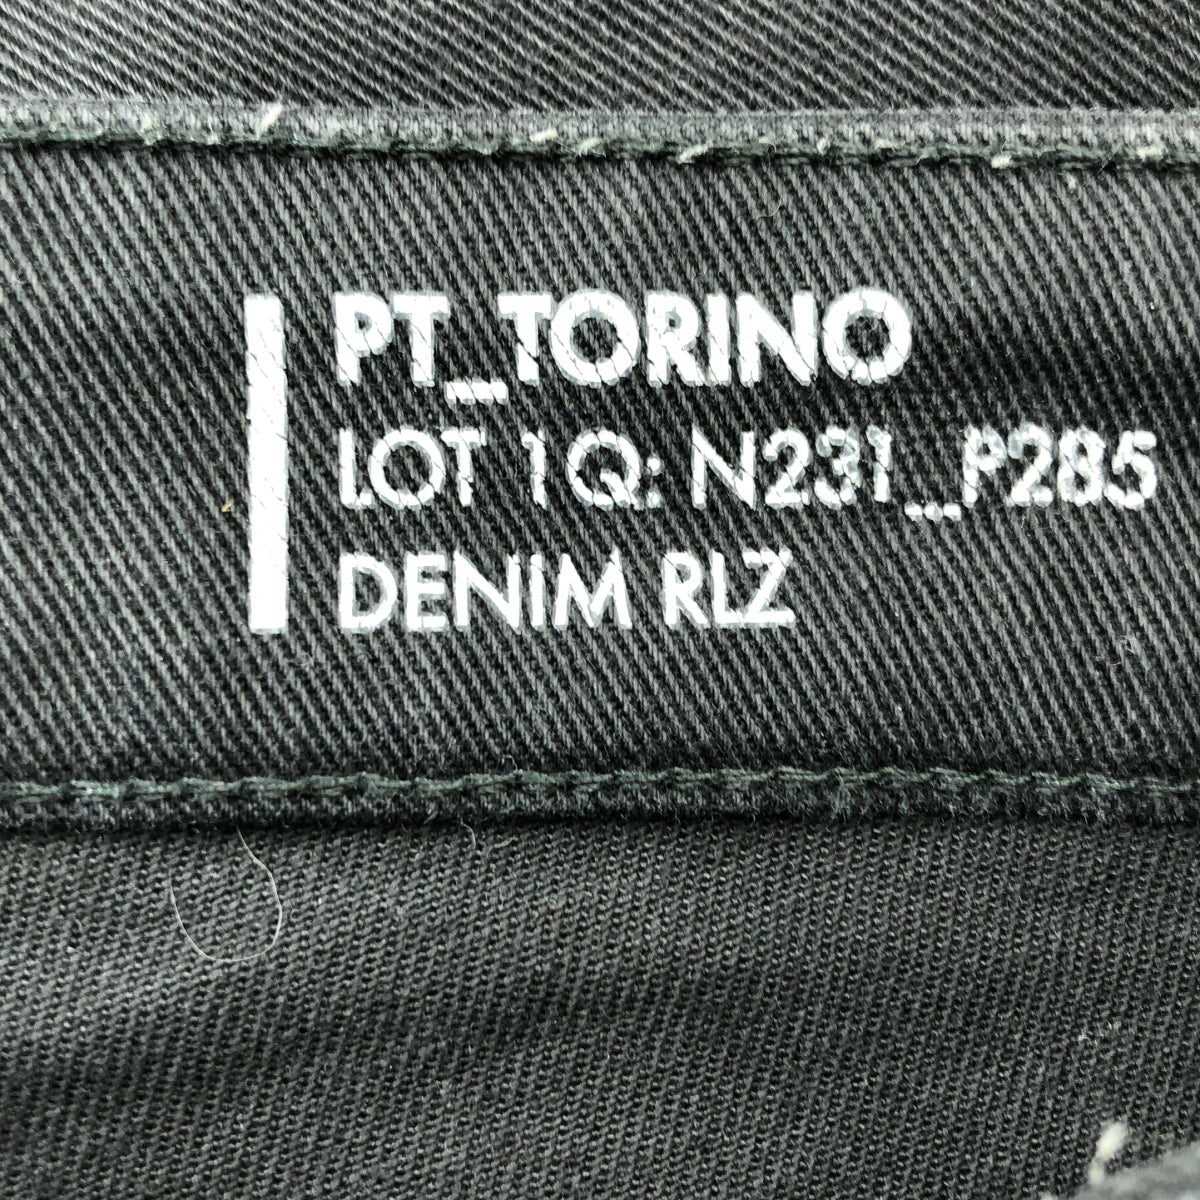 PT_TORINO
LOT 1Q: N231_P285
DENIM RLZ